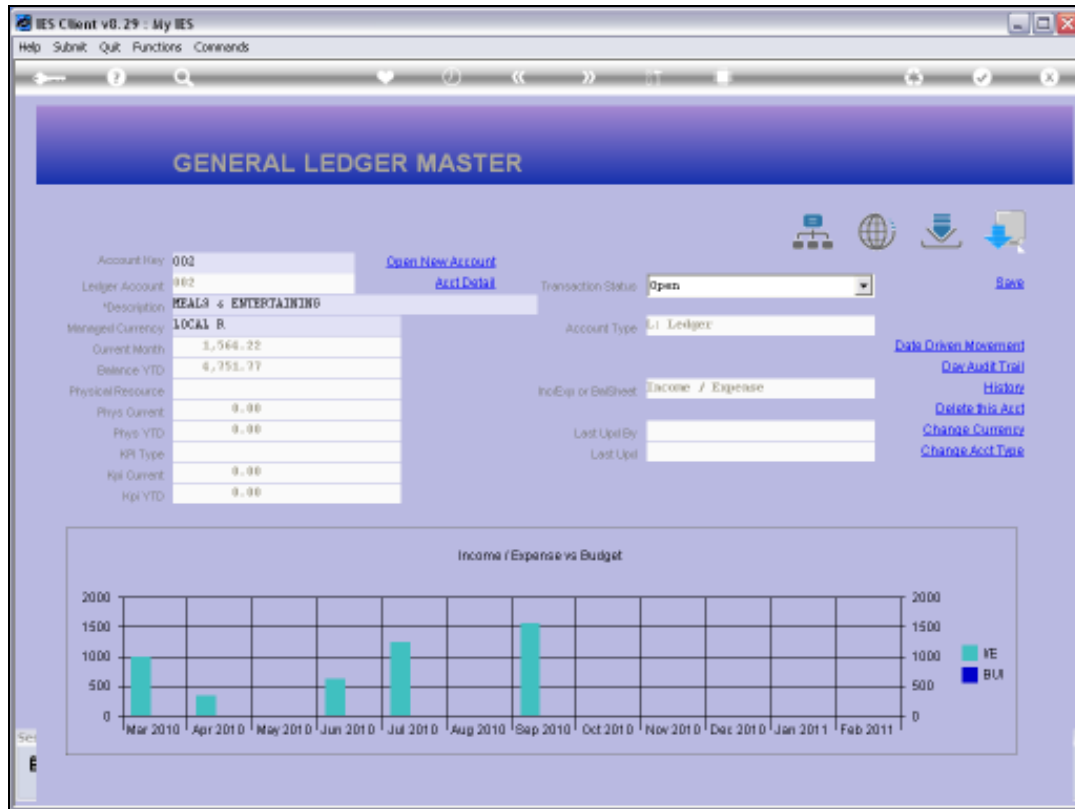 IES Client v8.29 : My IES
Help Submit Quit Functions Commands
GENERAL LEDGER MASTER
Account Key 002 Open New Account
Ledger Account 002 Acct Detail Transaction Status Open Save
*Description MEALS & ENTERTAINING
Managed Currency LOCAL R Account Type L: Ledger
Current Month 1,564.22 Date Driven Movement
Balance YTD Day Audit Trail
Physical Resource Inc/Exp or BalSheet Income / Expense History
Phys Current 0.00 Delete this Acct
Phys YTD 0.00 Last Upd By Change Currency
KPI Type Last Upd Change Acct Type
Kpi Current 0.00
Kpi YTD 0.00
Income / Expense vs Budget
2000 2000
1500 1500
1000 1000 I/E
500 500 BUI
0 0
Mar 2010 Apr 2010 May 2010 Jun 2010 Jul 2010 Aug 2010 Sep 2010 Oct 2010 Nov 2010 Dec 2010 Jan 2011 Feb 2011